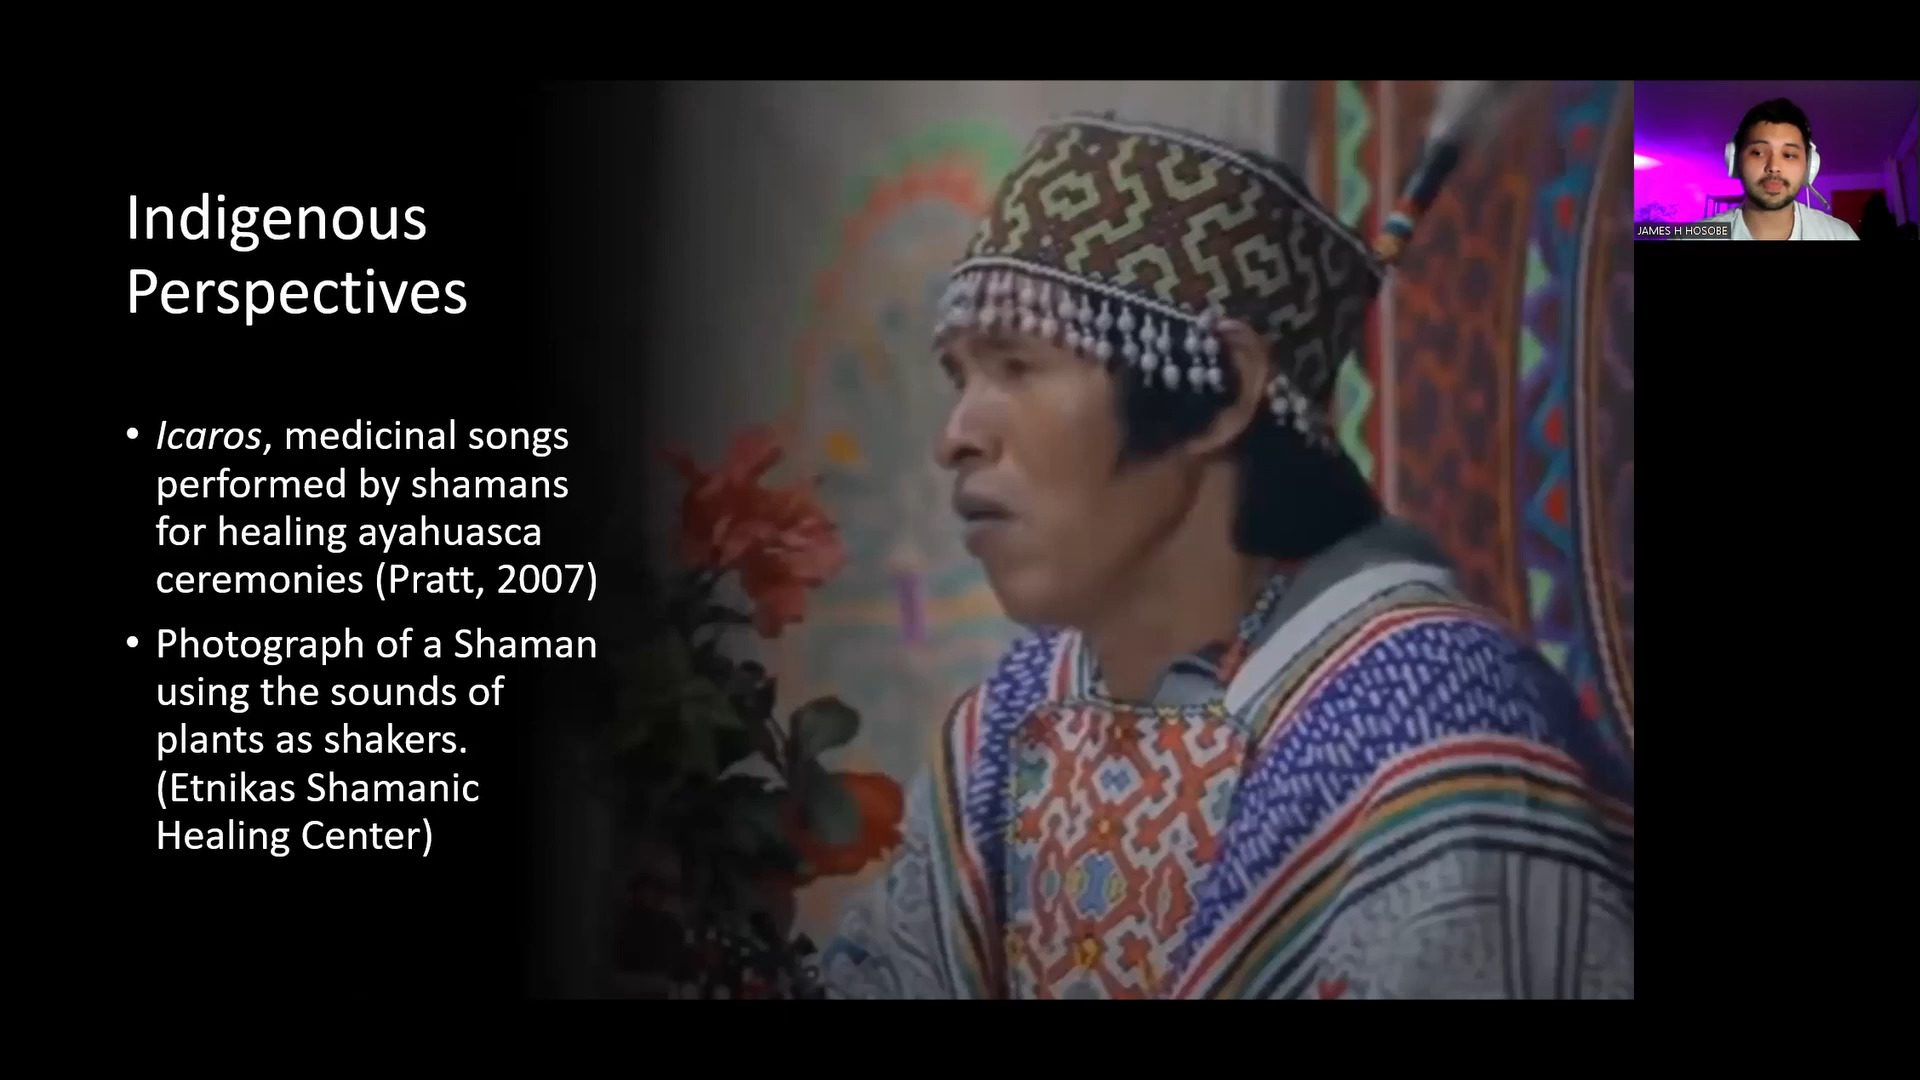 Indigenous
Perspectives
• Icaros, medicinal songs
performed by shamans
for healing ayahuasca
ceremonies (Pratt, 2007)
• Photograph of a Shaman
using the sounds of
plants as shakers.
(Etnikas Shamanic
Healing Center)
JAMES H HOSOBE